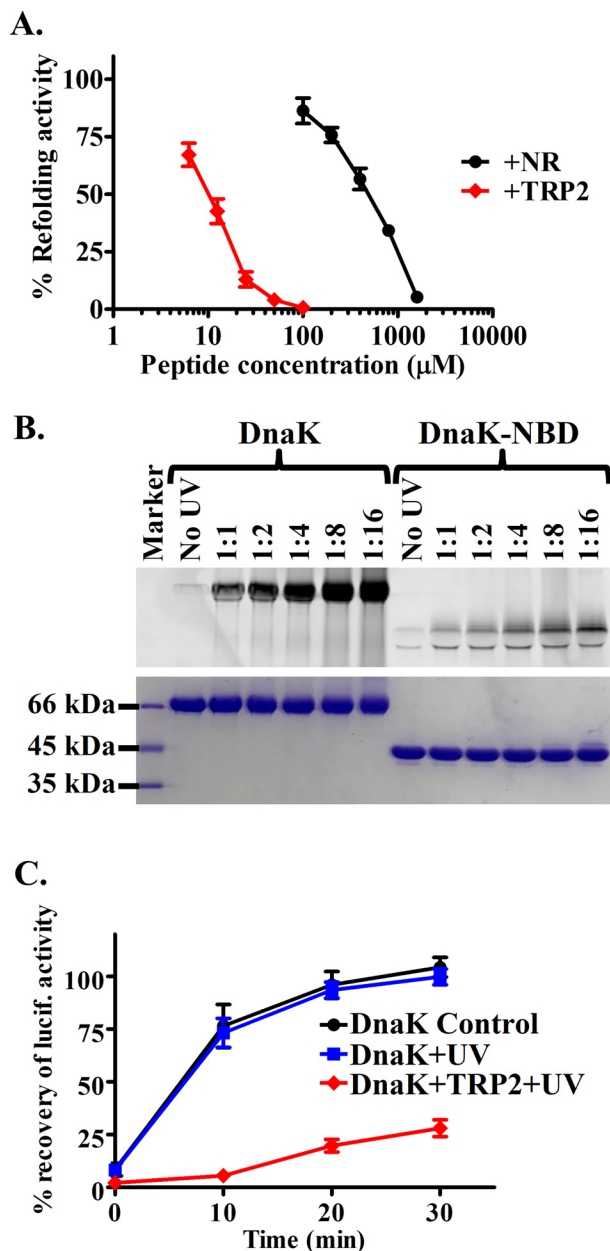 A.
% Refolding activity
100
75
50
25
0
1 10 100 1000 10000
Peptide concentration (μM)
+NR
+TRP2
B.
DnaK DnaK-NBD
Marker No UV 1:1 1:2 1:4 1:8 1:16 No UV 1:1 1:2 1:4 1:8 1:16
66 kDa
45 kDa
35 kDa
C.
% recovery of lucif. activity
100
75
50
25
0
0 10 20 30
Time (min)
DnaK Control
DnaK+UV
DnaK+TRP2+UV